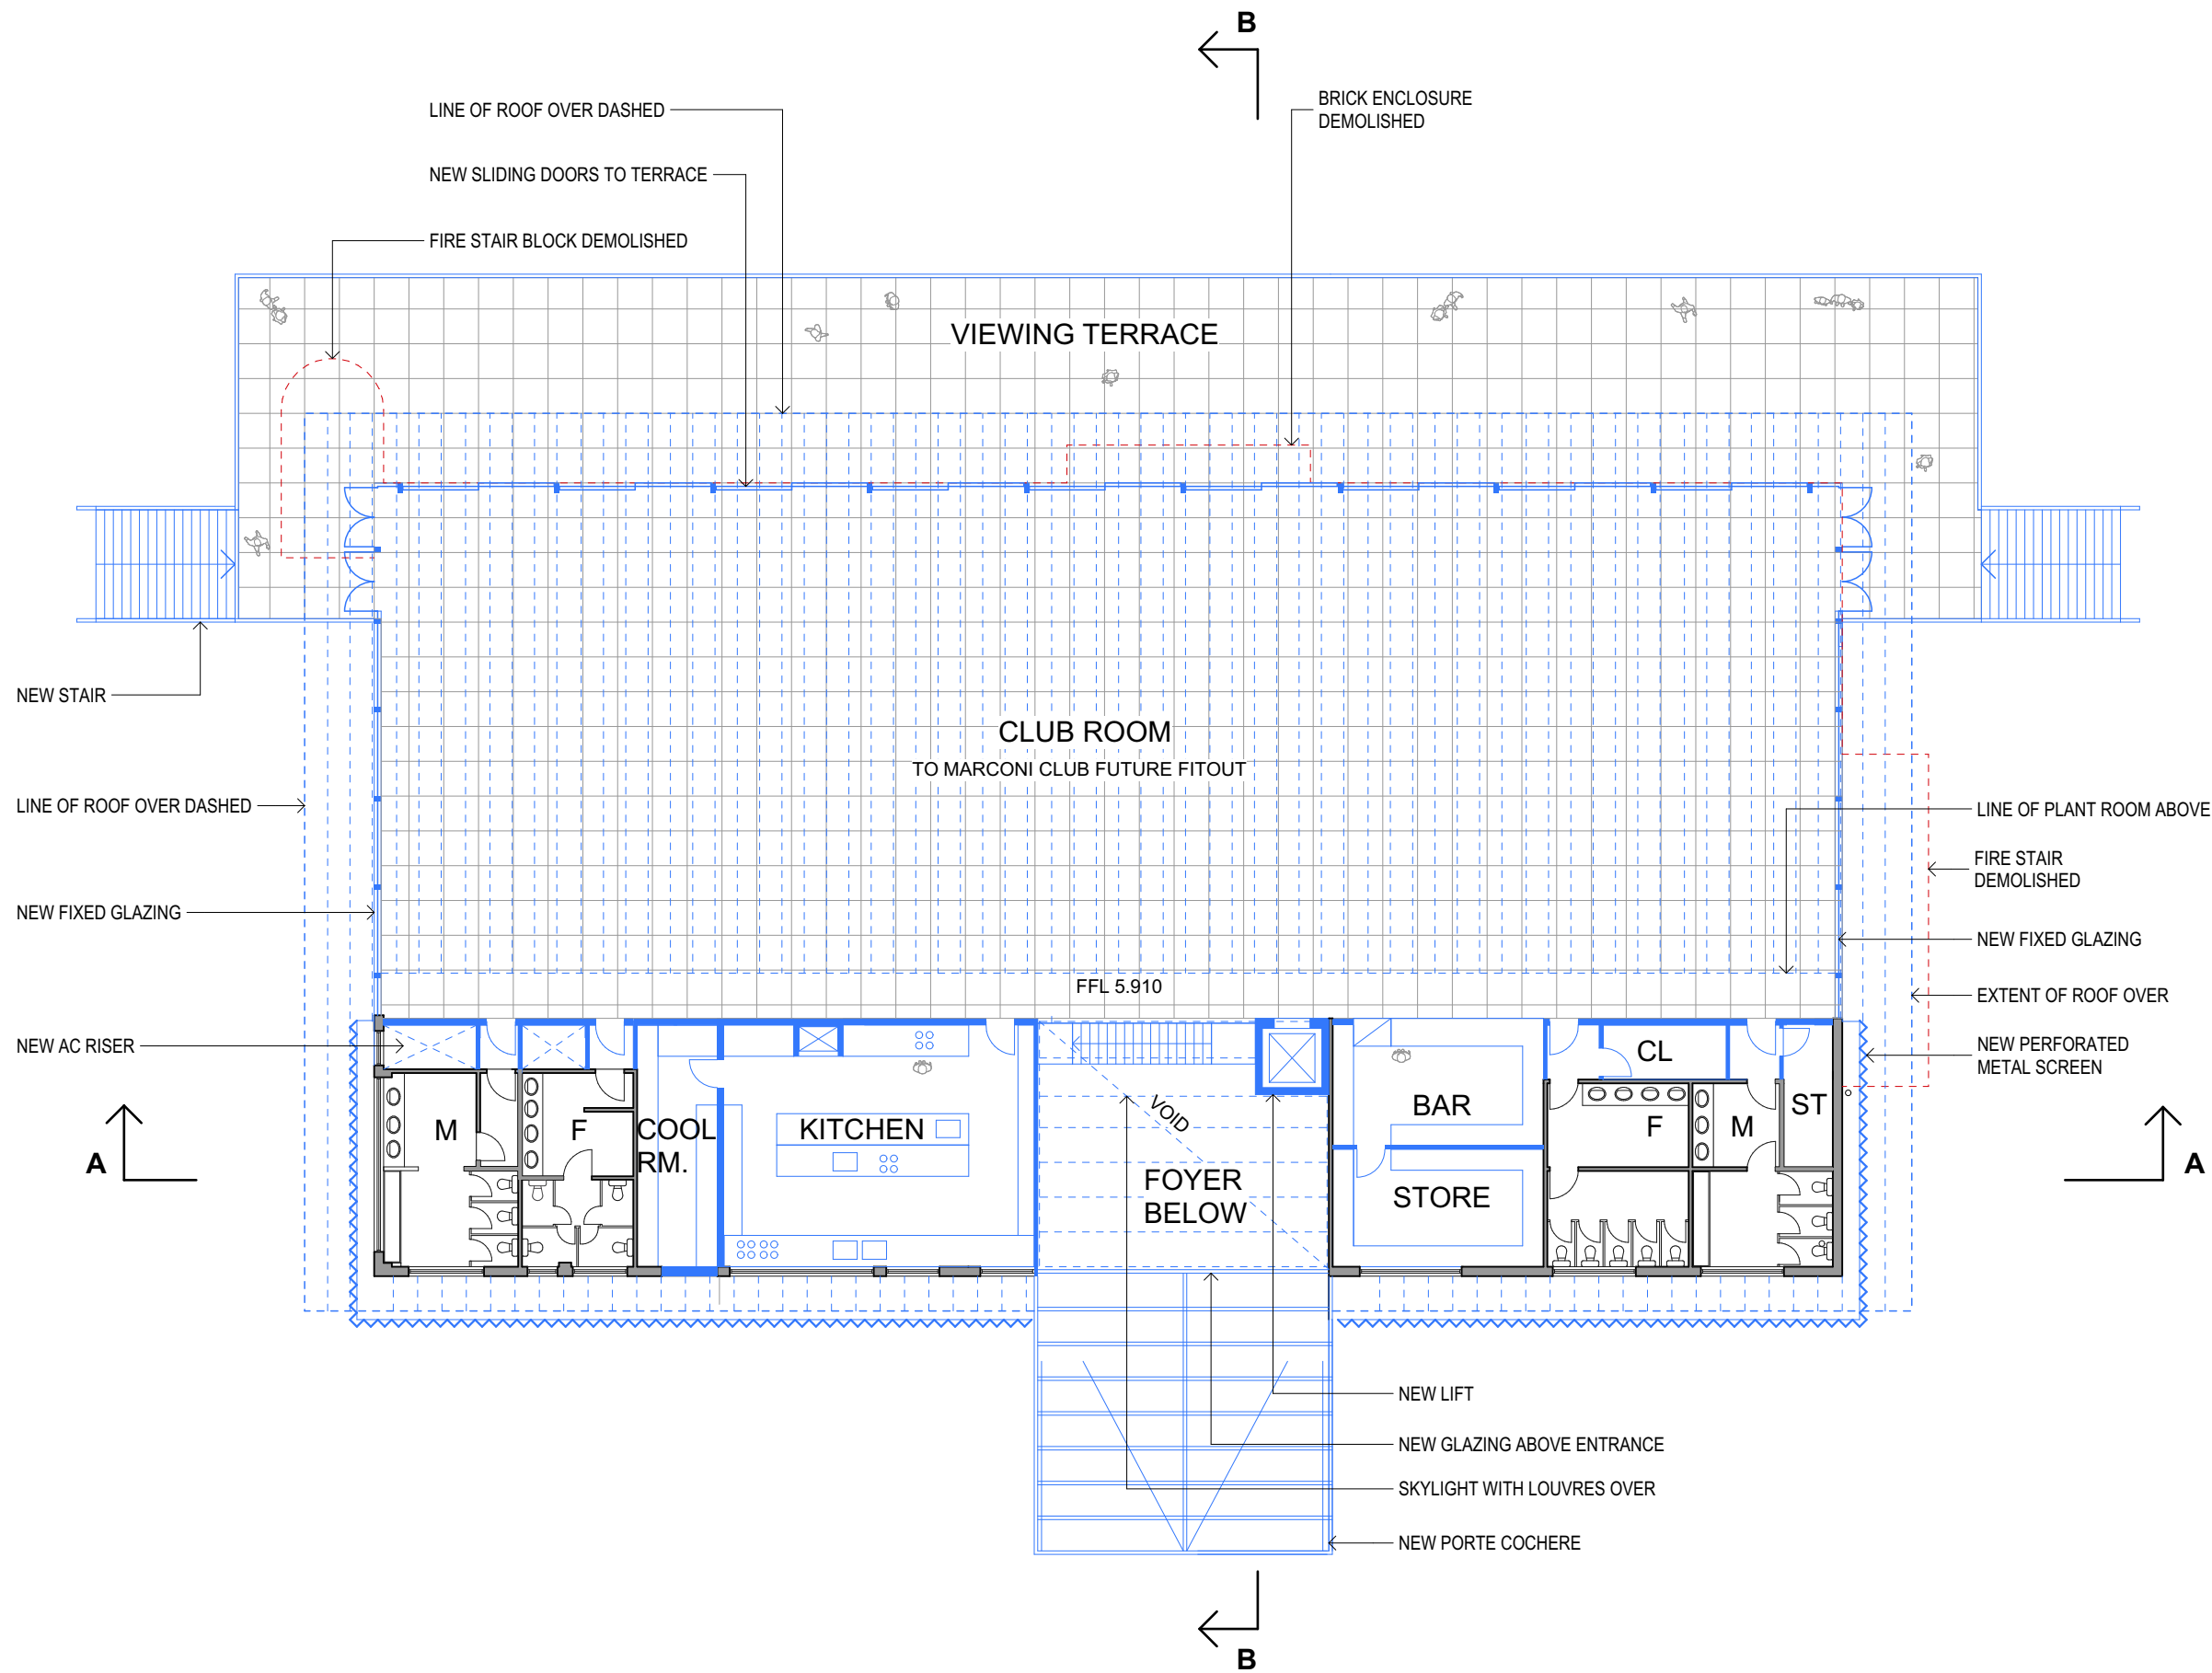 B
LINE OF ROOF OVER DASHED
BRICK ENCLOSURE
DEMOLISHED
NEW SLIDING DOORS TO TERRACE
FIRE STAIR BLOCK DEMOLISHED
VIEWING TERRACE
NEW STAIR
CLUB ROOM
TO MARCONI CLUB FUTURE FITOUT
LINE OF ROOF OVER DASHED
LINE OF PLANT ROOM ABOVE
FIRE STAIR
DEMOLISHED
NEW FIXED GLAZING
NEW FIXED GLAZING
FFL 5.910
EXTENT OF ROOF OVER
NEW AC RISER
NEW PERFORATED
METAL SCREEN
CL
BAR
ST
VOID
M
F
COOL
RM.
KITCHEN
F
M
A
A
FOYER
BELOW
STORE
NEW LIFT
NEW GLAZING ABOVE ENTRANCE
SKYLIGHT WITH LOUVRES OVER
NEW PORTE COCHERE
B